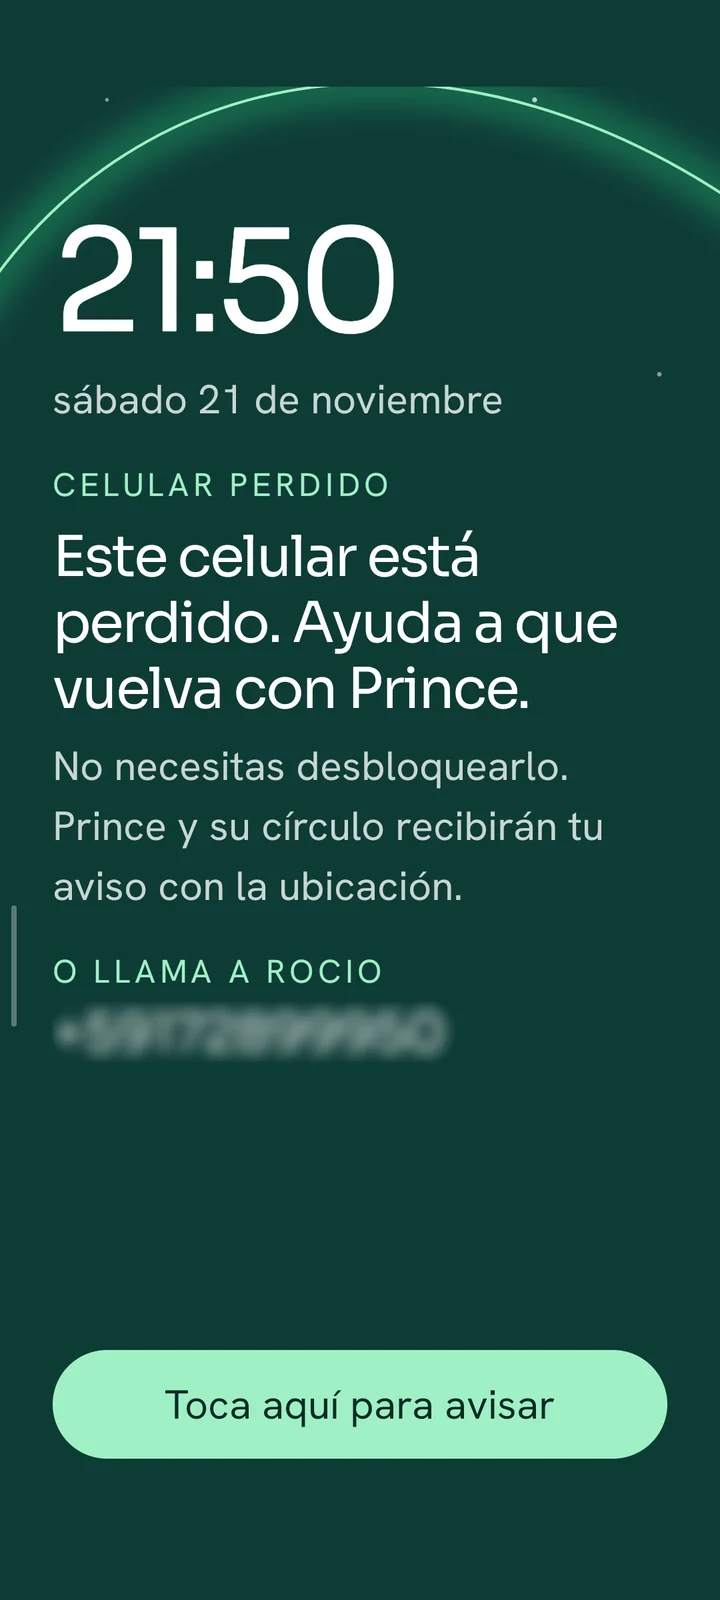 21:50
sábado 21 de noviembre
CELULAR PERDIDO
Este celular está
perdido. Ayuda a que
vuelva con Prince.
No necesitas desbloquearlo.
Prince y su círculo recibirán tu
aviso con la ubicación.
O LLAMA A ROCIO
Toca aquí para avisar